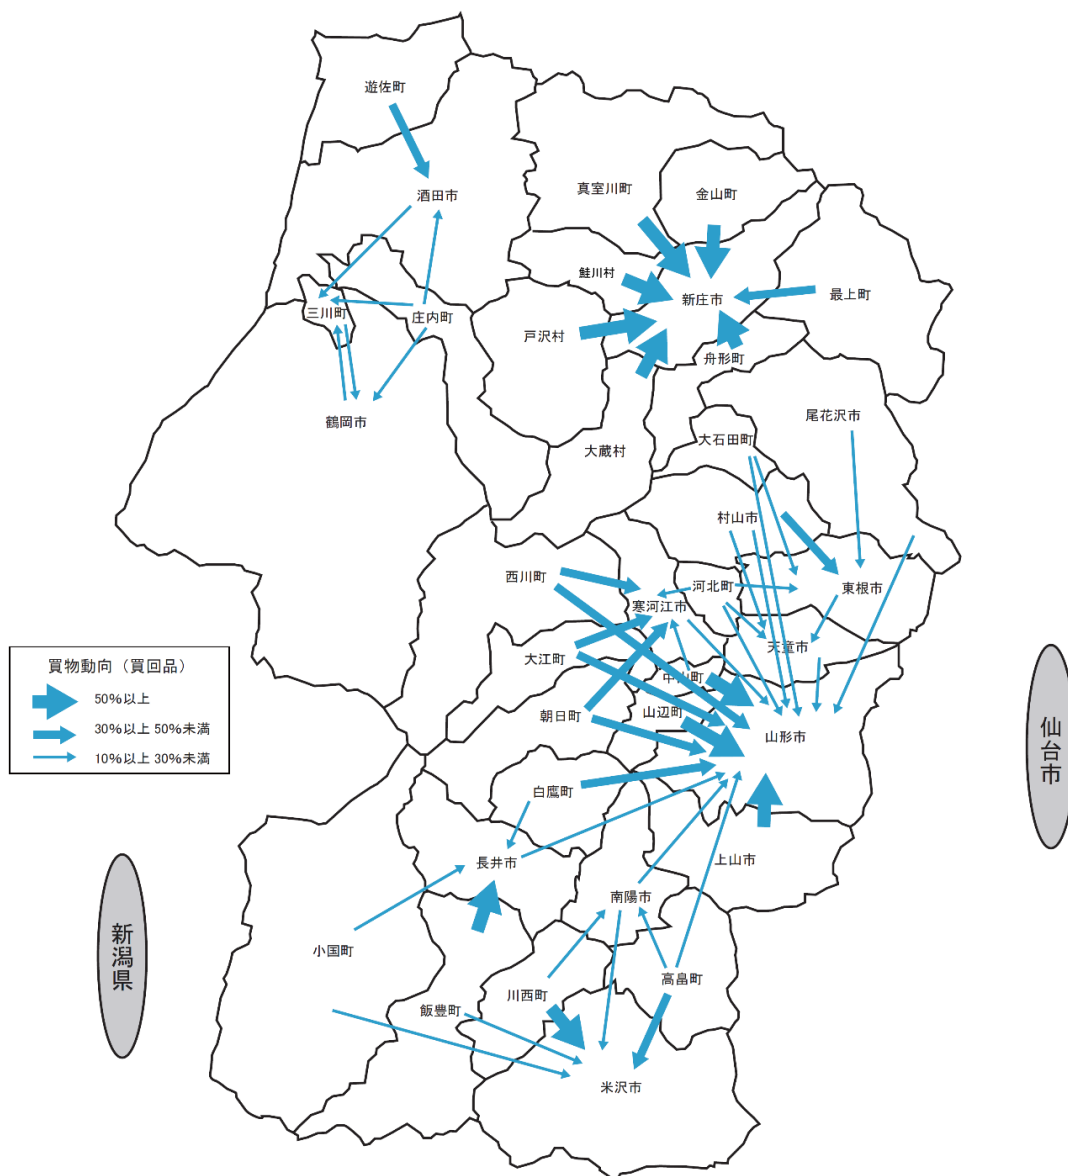 遊佐町
酒田市
真室川町
金山町
鮭川村
新庄市
最上町
三川町
庄内町
戸沢村
舟形町
鶴岡市
大蔵村
尾花沢市
大石田町
村山市
西川町
河北町
東根市
寒河江市
天童市
大江町
中山町
朝日町
山辺町
山形市
白鷹町
長井市
上山市
南陽市
小国町
川西町
高畠町
飯豊町
米沢市
買物動向（買回品）
50％以上
30％以上 50％未満
10％以上 30％未満
仙台市
新潟県